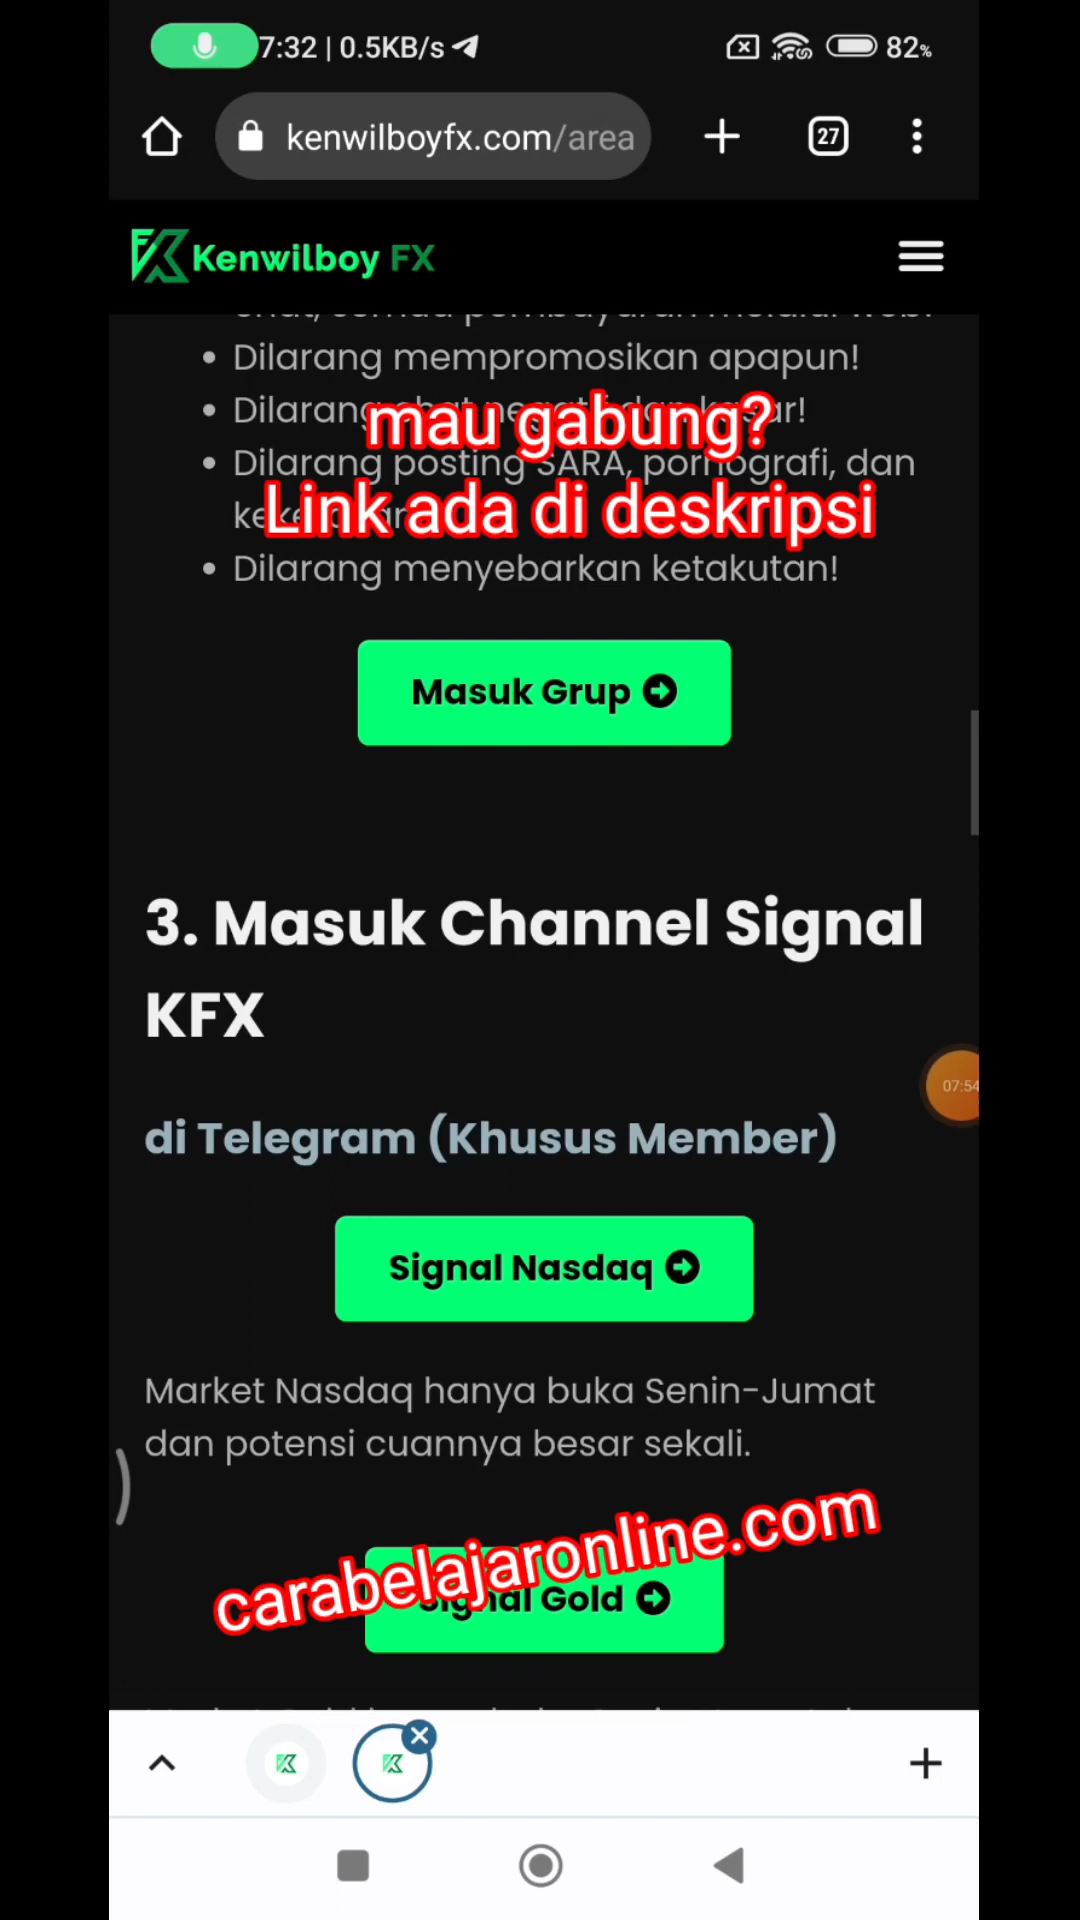 7:32 | 0.5KB/s
82%
kenwilboyfx.com/area
27
Kenwilboy FX
Dilarang mempromosikan apapun!
Dilarang
mau gabung?
Dilarang posting SARA, pornografi, dan
Link ada di deskripsi
Dilarang menyebarkan ketakutan!
Masuk Grup
3. Masuk Channel Signal
KFX
07:54
di Telegram (Khusus Member)
Signal Nasdaq
Market Nasdaq hanya buka Senin-Jumat
dan potensi cuannya besar sekali.
carabelajaronline.com
Signal Gold